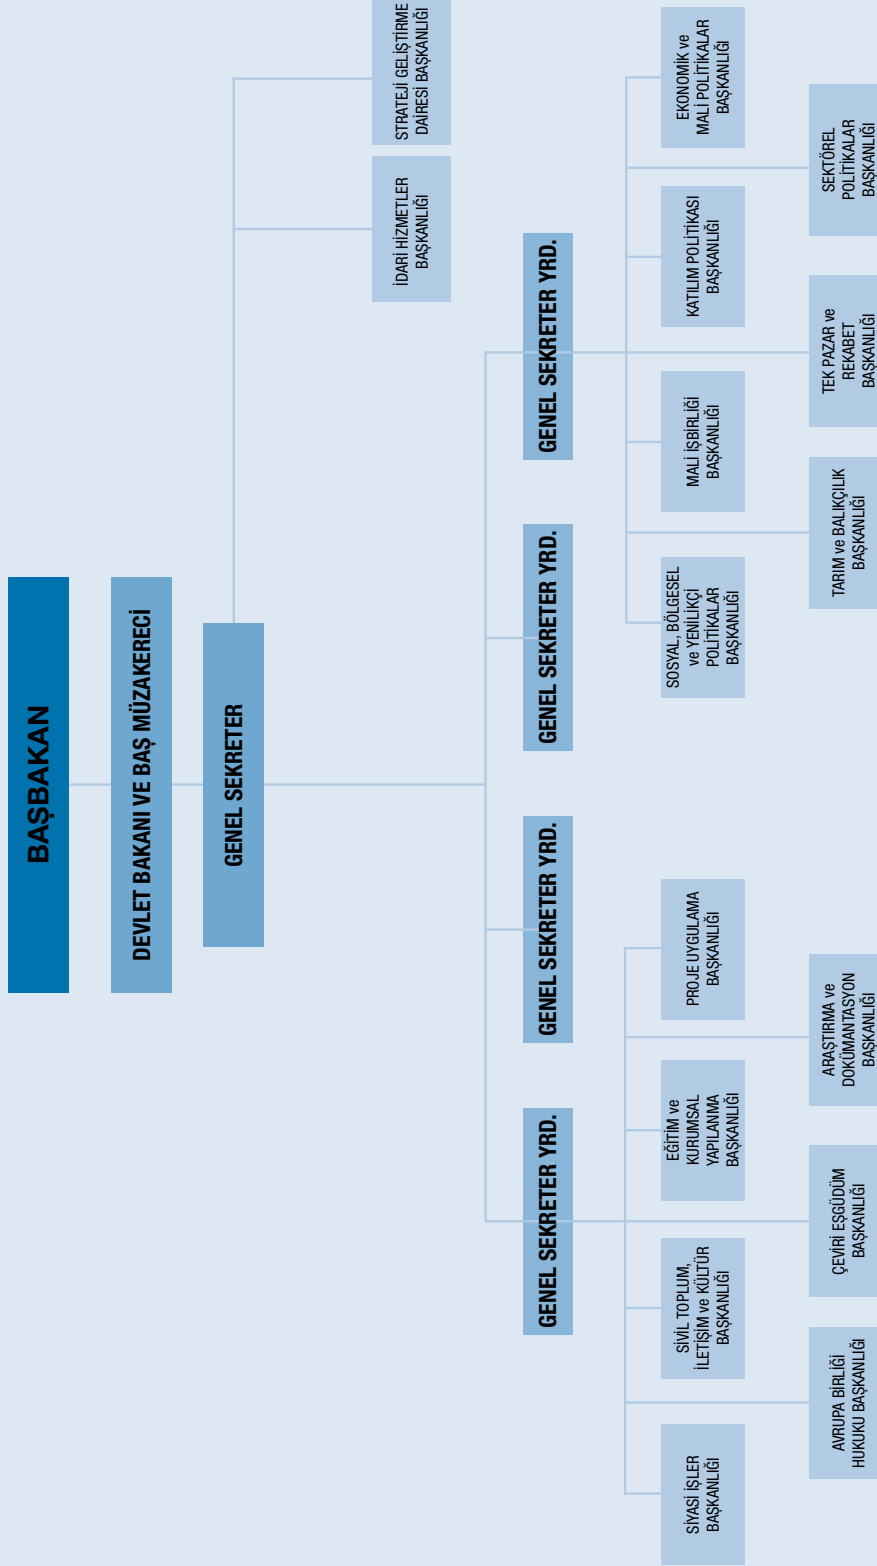 BAŞBAKAN
DEVLET BAKANI VE BAŞ MÜZAKERECİ
GENEL SEKRETER
İDARİ HİZMETLER
BAŞKANLIĞI
STRATEJİ GELİŞTİRME
DAİRESİ BAŞKANLIĞI
GENEL SEKRETER YRD.
GENEL SEKRETER YRD.
GENEL SEKRETER YRD.
GENEL SEKRETER YRD.
SİYASİ İŞLER
BAŞKANLIĞI
SİVİL TOPLUM,
İLETİŞİM ve KÜLTÜR
BAŞKANLIĞI
EĞİTİM ve
KURUMSAL
YAPILANMA
BAŞKANLIĞI
PROJE UYGULAMA
BAŞKANLIĞI
SOSYAL, BÖLGESEL
ve YENİLİKÇİ
POLİTİKALAR
BAŞKANLIĞI
MALİ İŞBİRLİĞİ
BAŞKANLIĞI
KATILIM POLİTİKASI
BAŞKANLIĞI
EKONOMİK ve
MALİ POLİTİKALAR
BAŞKANLIĞI
AVRUPA BİRLİĞİ
HUKUKU BAŞKANLIĞI
ÇEVİRİ EŞGÜDÜM
BAŞKANLIĞI
ARAŞTIRMA ve
DOKÜMANTASYON
BAŞKANLIĞI
TARIM ve BALIKÇILIK
BAŞKANLIĞI
TEK PAZAR ve
REKABET
BAŞKANLIĞI
SEKTÖREL
POLİTİKALAR
BAŞKANLIĞI